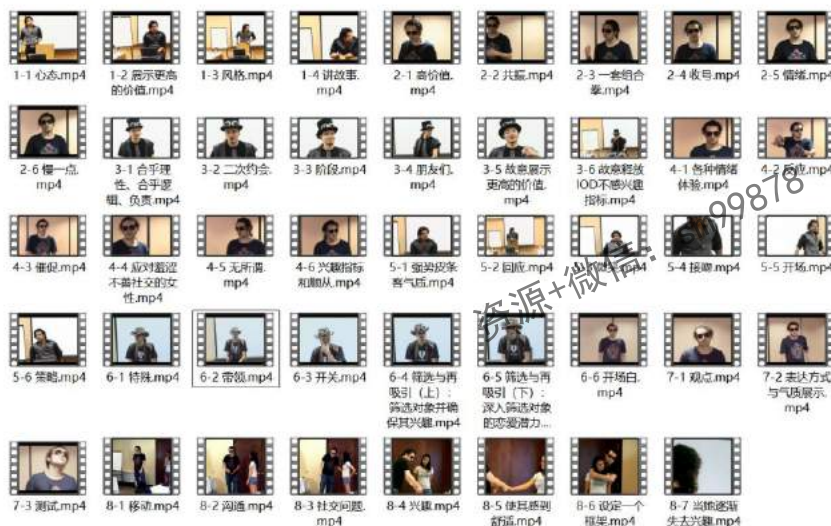 1-1 心态.mp4
1-2 展示更高
的价值.mp4
1-3 风格.mp4
1-4 讲故事.
mp4
2-1 高价值.
mp4
2-2 共振.mp4
2-3 一套组合
拳.mp4
2-4 收号.mp4
2-5 情绪.mp4
2-6 慢一点.
mp4
3-1 合乎理
性、合乎逻
辑、负责.mp4
3-2 二次约会.
mp4
3-3 阶段.mp4
3-4 朋友们.
mp4
3-5 故意展示
更高的价值.
mp4
3-6 故意释放
IOD不感兴趣
指标.mp4
4-1 各种情绪
体验.mp4
4-2 反应.mp4
4-3 催促.mp4
4-4 应对羞涩
不善社交的女
性.mp4
4-5 无所谓.
mp4
4-6 兴趣指标
和顺从.mp4
5-1 强势皮条
客气质.mp4
5-2 回应.mp4
5-4 接吻.mp4
5-5 开场.mp4
资源+微信:
99878
5-6 策略.mp4
6-1 特殊.mp4
6-2 带领.mp4
6-3 开关.mp4
6-4 筛选与再
吸引（上）：
筛选对象并确
保其兴趣.mp4
6-5 筛选与再
吸引（下）：
深入筛选对象
的恋爱潜力....
6-6 开场白.
mp4
7-1 观点.mp4
7-2 表达方式
与气质展示.
mp4
7-3 测试.mp4
8-1 移动.mp4
8-2 沟通.mp4
8-3 社交问题.
mp4
8-4 兴趣.mp4
8-5 使其感到
舒适.mp4
8-6 设定一个
框架.mp4
8-7 当她逐渐
失去兴趣.mp4